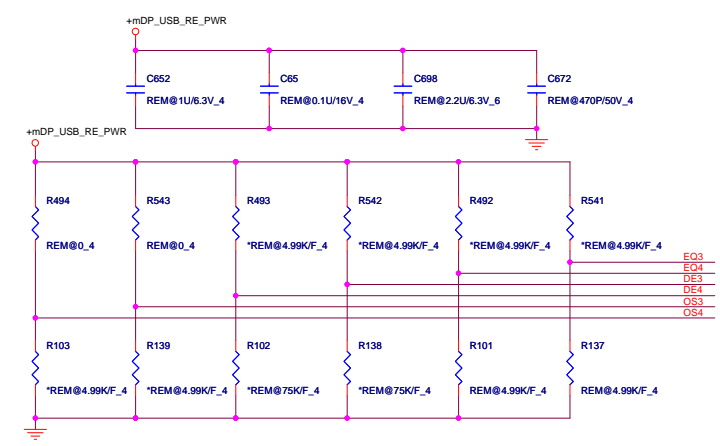 +mDP_USB_RE_PWR
C652
C65
C698
C672
REM@1U/6.3V_4
REM@0.1U/16V_4
REM@2.2U/6.3V_6
REM@470P/50V_4
+mDP_USB_RE_PWR
R494
R543
R493
R542
R492
R541
REM@0_4
REM@0_4
*REM@4.99K/F_4
*REM@4.99K/F_4
*REM@4.99K/F_4
*REM@4.99K/F_4
EQ3
EQ4
DE3
DE4
OS3
OS4
R103
R139
R102
R138
R101
R137
*REM@4.99K/F_4
*REM@4.99K/F_4
*REM@75K/F_4
*REM@75K/F_4
REM@4.99K/F_4
REM@4.99K/F_4